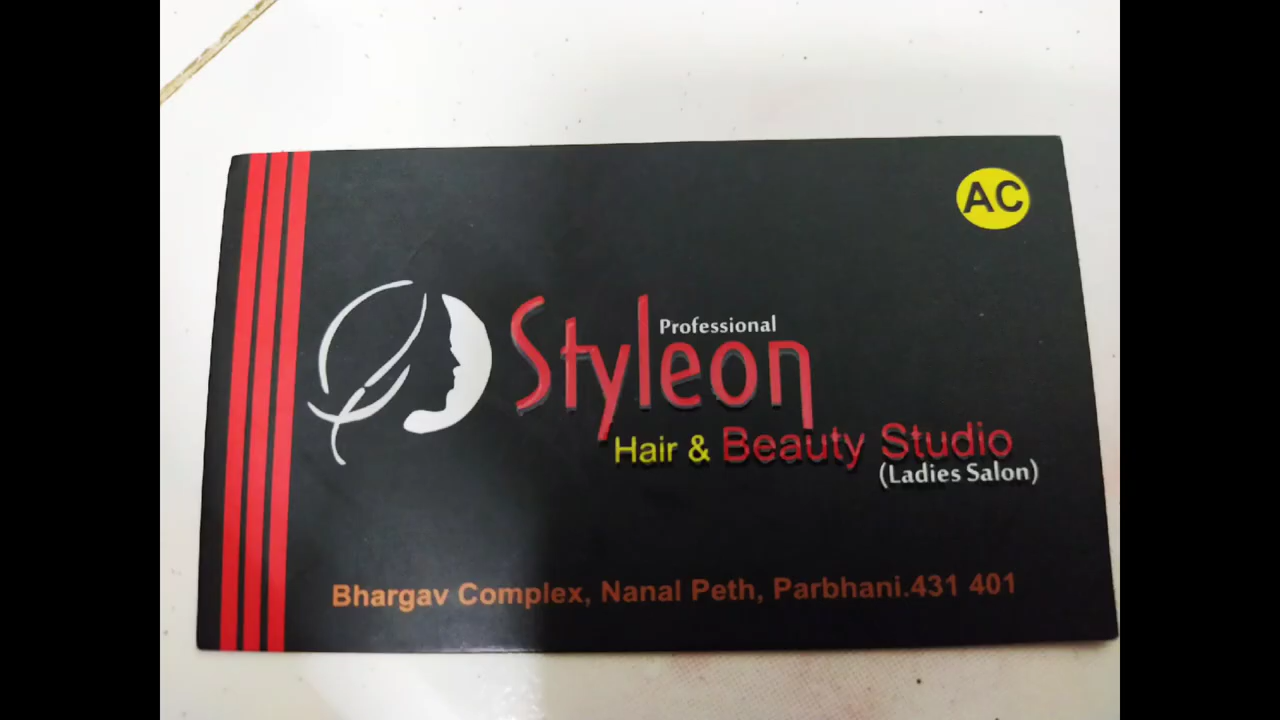 AC
Professional
Styleon
Hair & Beauty Studio
(Ladies Salon)
Bhargav Complex, Nanal Peth, Parbhani.431 401